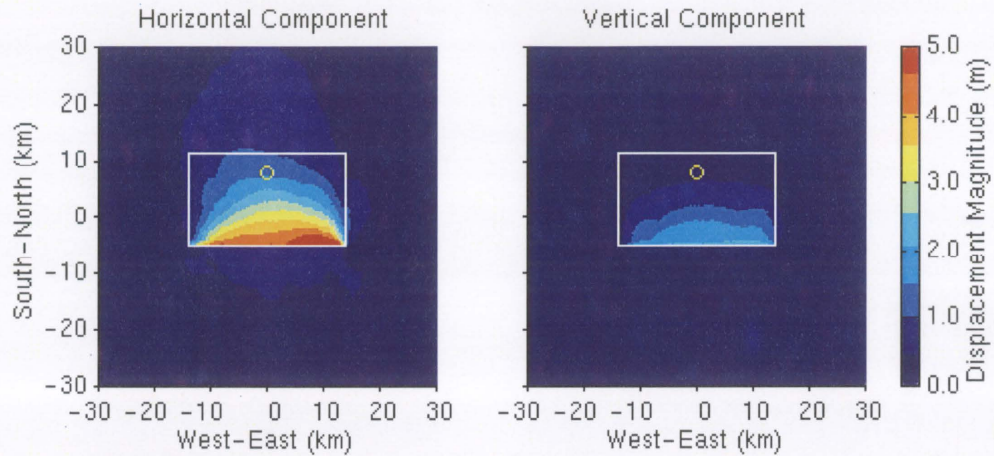 Horizontal Component
Vertical Component
30
20
10
0
-10
-20
-30
South-North (km)
-30 -20 -10 0 10 20 30
West-East (km)
-30 -20 -10 0 10 20 30
West-East (km)
5.0
4.0
3.0
2.0
1.0
0.0
Displacement Magnitude (m)